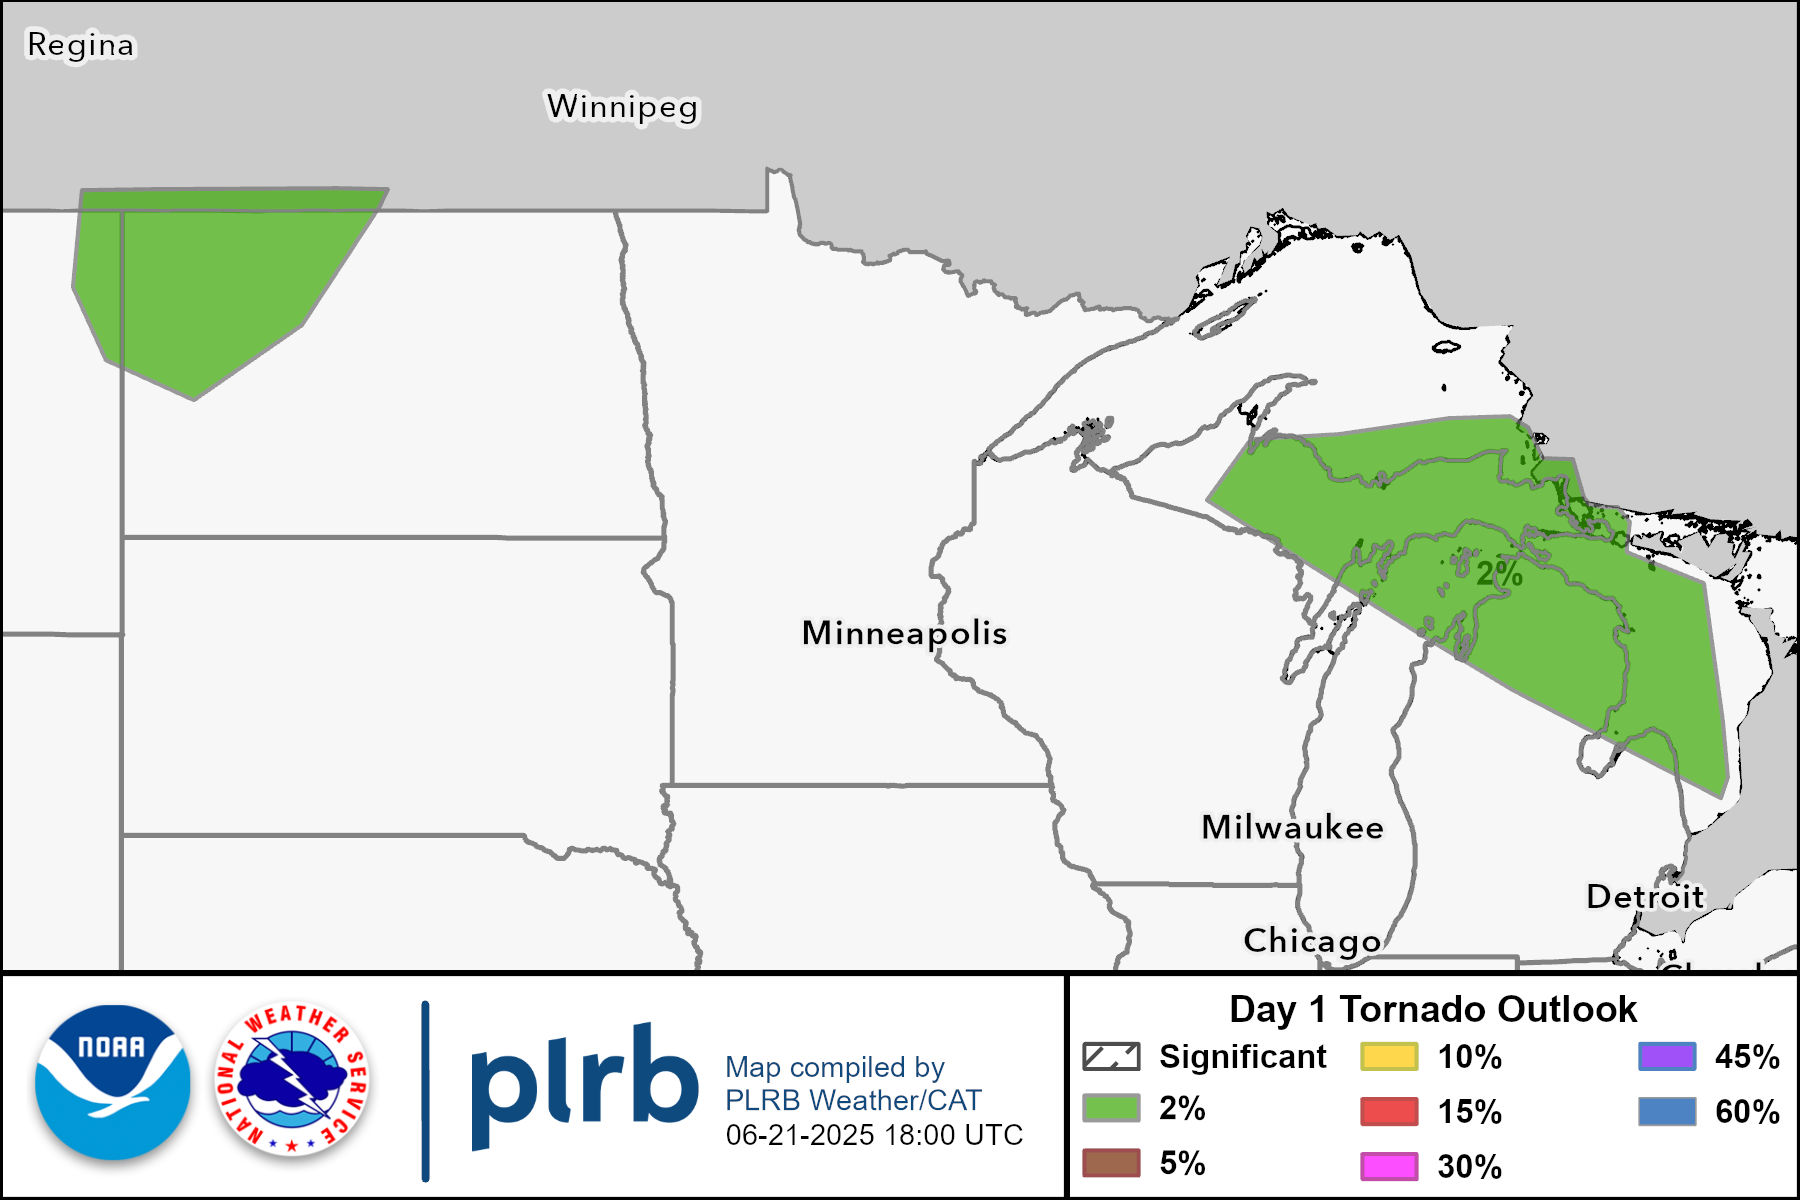 Regina
Winnipeg
2%
Minneapolis
Milwaukee
Detroit
Chicago
NOAA
NATIONAL WEATHER SERVICE
plrb
Map compiled by
PLRB Weather/CAT
06-21-2025 18:00 UTC
Day 1 Tornado Outlook
Significant
2%
5%
10%
15%
30%
45%
60%